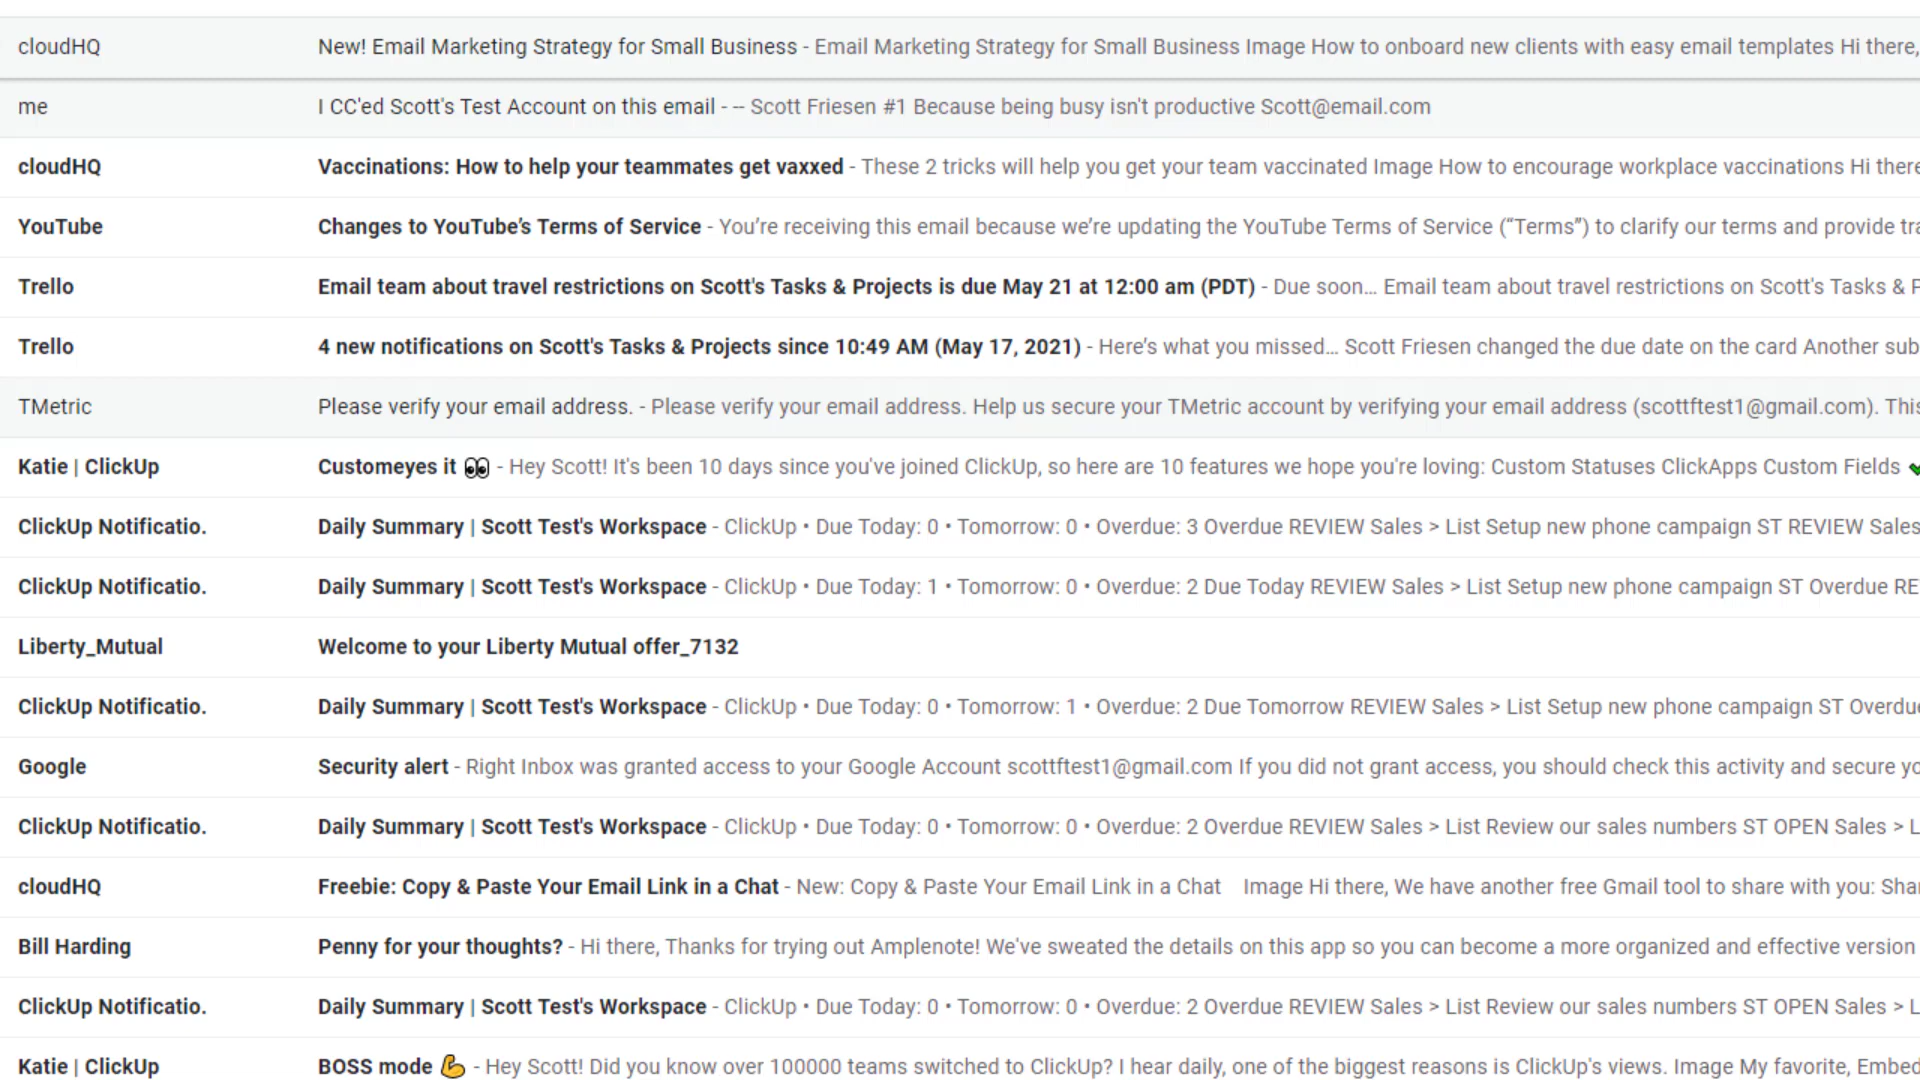 cloudHQ New! Email Marketing Strategy for Small Business - Email Marketing Strategy for Small Business Image How to onboard new clients with easy email templates Hi there,
me I CC'ed Scott's Test Account on this email - -- Scott Friesen #1 Because being busy isn't productive Scott@email.com
cloudHQ Vaccinations: How to help your teammates get vaxxed - These 2 tricks will help you get your team vaccinated Image How to encourage workplace vaccinations Hi there
YouTube Changes to YouTube’s Terms of Service - You’re receiving this email because we’re updating the YouTube Terms of Service (“Terms”) to clarify our terms and provide tra
Trello Email team about travel restrictions on Scott's Tasks & Projects is due May 21 at 12:00 am (PDT) - Due soon… Email team about travel restrictions on Scott's Tasks & P
Trello 4 new notifications on Scott's Tasks & Projects since 10:49 AM (May 17, 2021) - Here’s what you missed… Scott Friesen changed the due date on the card Another sub
TMetric Please verify your email address. - Please verify your email address. Help us secure your TMetric account by verifying your email address (scottftest1@gmail.com). This
Katie | ClickUp Customeyes it 👀 - Hey Scott! It's been 10 days since you've joined ClickUp, so here are 10 features we hope you're loving: Custom Statuses ClickApps Custom Fields ✔
ClickUp Notificatio. Daily Summary | Scott Test's Workspace - ClickUp • Due Today: 0 • Tomorrow: 0 • Overdue: 3 Overdue REVIEW Sales > List Setup new phone campaign ST REVIEW Sales
ClickUp Notificatio. Daily Summary | Scott Test's Workspace - ClickUp • Due Today: 1 • Tomorrow: 0 • Overdue: 2 Due Today REVIEW Sales > List Setup new phone campaign ST Overdue RE
Liberty_Mutual Welcome to your Liberty Mutual offer_7132
ClickUp Notificatio. Daily Summary | Scott Test's Workspace - ClickUp • Due Today: 0 • Tomorrow: 1 • Overdue: 2 Due Tomorrow REVIEW Sales > List Setup new phone campaign ST Overdue
Google Security alert - Right Inbox was granted access to your Google Account scottftest1@gmail.com If you did not grant access, you should check this activity and secure yo
ClickUp Notificatio. Daily Summary | Scott Test's Workspace - ClickUp • Due Today: 0 • Tomorrow: 0 • Overdue: 2 Overdue REVIEW Sales > List Review our sales numbers ST OPEN Sales > L
cloudHQ Freebie: Copy & Paste Your Email Link in a Chat - New: Copy & Paste Your Email Link in a Chat Image Hi there, We have another free Gmail tool to share with you: Shar
Bill Harding Penny for your thoughts? - Hi there, Thanks for trying out Amplenote! We've sweated the details on this app so you can become a more organized and effective version
ClickUp Notificatio. Daily Summary | Scott Test's Workspace - ClickUp • Due Today: 0 • Tomorrow: 0 • Overdue: 2 Overdue REVIEW Sales > List Review our sales numbers ST OPEN Sales > L
Katie | ClickUp BOSS mode 💪 - Hey Scott! Did you know over 100000 teams switched to ClickUp? I hear daily, one of the biggest reasons is ClickUp's views. Image My favorite, Embed